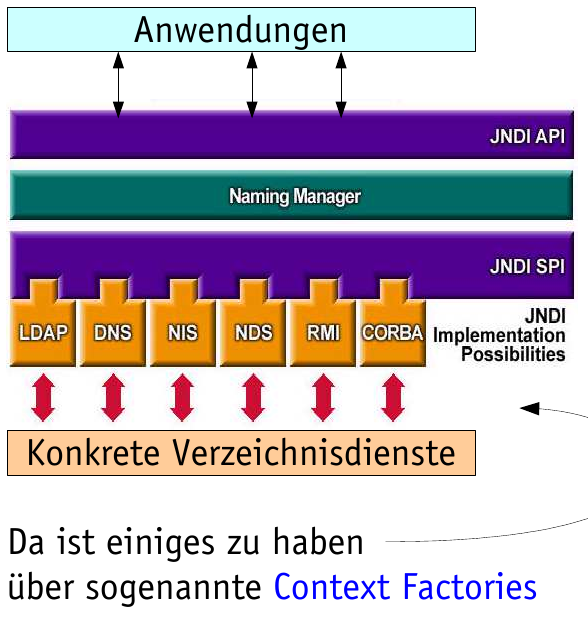 Anwendungen
JNDI API
Naming Manager
JNDI SPI
LDAP DNS NIS NDS RMI CORBA
JNDI
Implementation
Possibilities
Konkrete Verzeichnisdienste
Da ist einiges zu haben
über sogenannte Context Factories